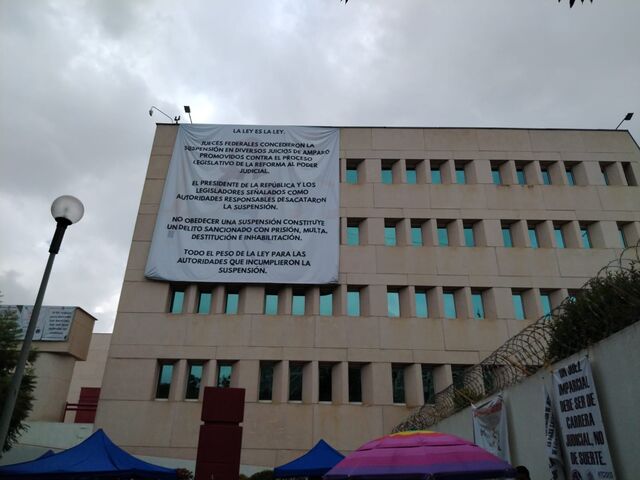 LA LEY ES LA LEY.
JUECES FEDERALES CONCEDIERON LA
SUSPENSIÓN EN DIVERSOS JUICIOS DE AMPARO
PROMOVIDOS CONTRA EL PROCESO
LEGISLATIVO DE LA REFORMA AL PODER
JUDICIAL.
EL PRESIDENTE DE LA REPÚBLICA Y LOS
LEGISLADORES SEÑALADOS COMO
AUTORIDADES RESPONSABLES DESACATARON
LA SUSPENSIÓN.
NO OBEDECER UNA SUSPENSIÓN CONSTITUYE
UN DELITO SANCIONADO CON PRISIÓN, MULTA,
DESTITUCIÓN E INHABILITACIÓN.
TODO EL PESO DE LA LEY PARA LAS
AUTORIDADES QUE INCUMPLIERON LA
SUSPENSIÓN.
UN JUEZ
IMPARCIAL
DEBE SER DE
CARRERA
JUDICIAL, NO
DE SUERTE.